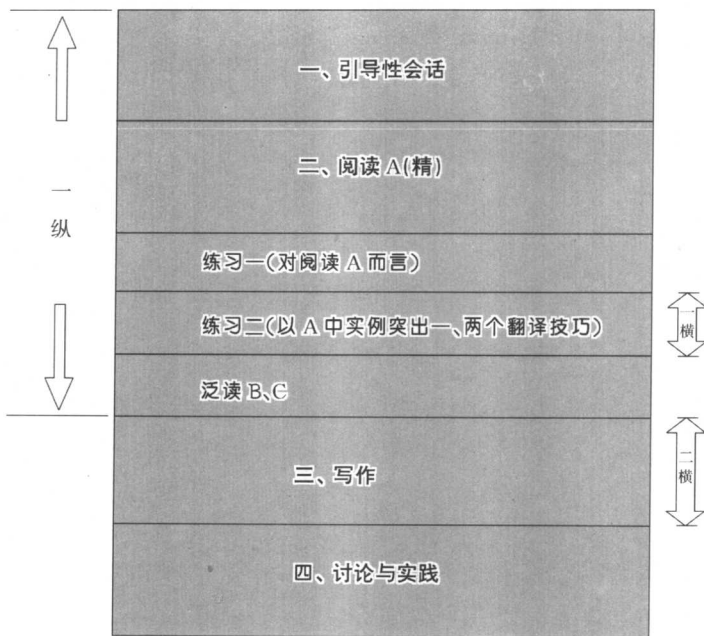 一、引导性会话
二、阅读 A(精)
一
纵
练习一(对阅读 A 而言)
练习二(以 A 中实例突出一、两个翻译技巧)
一
横
泛读 B、C
三、写作
二
横
四、讨论与实践